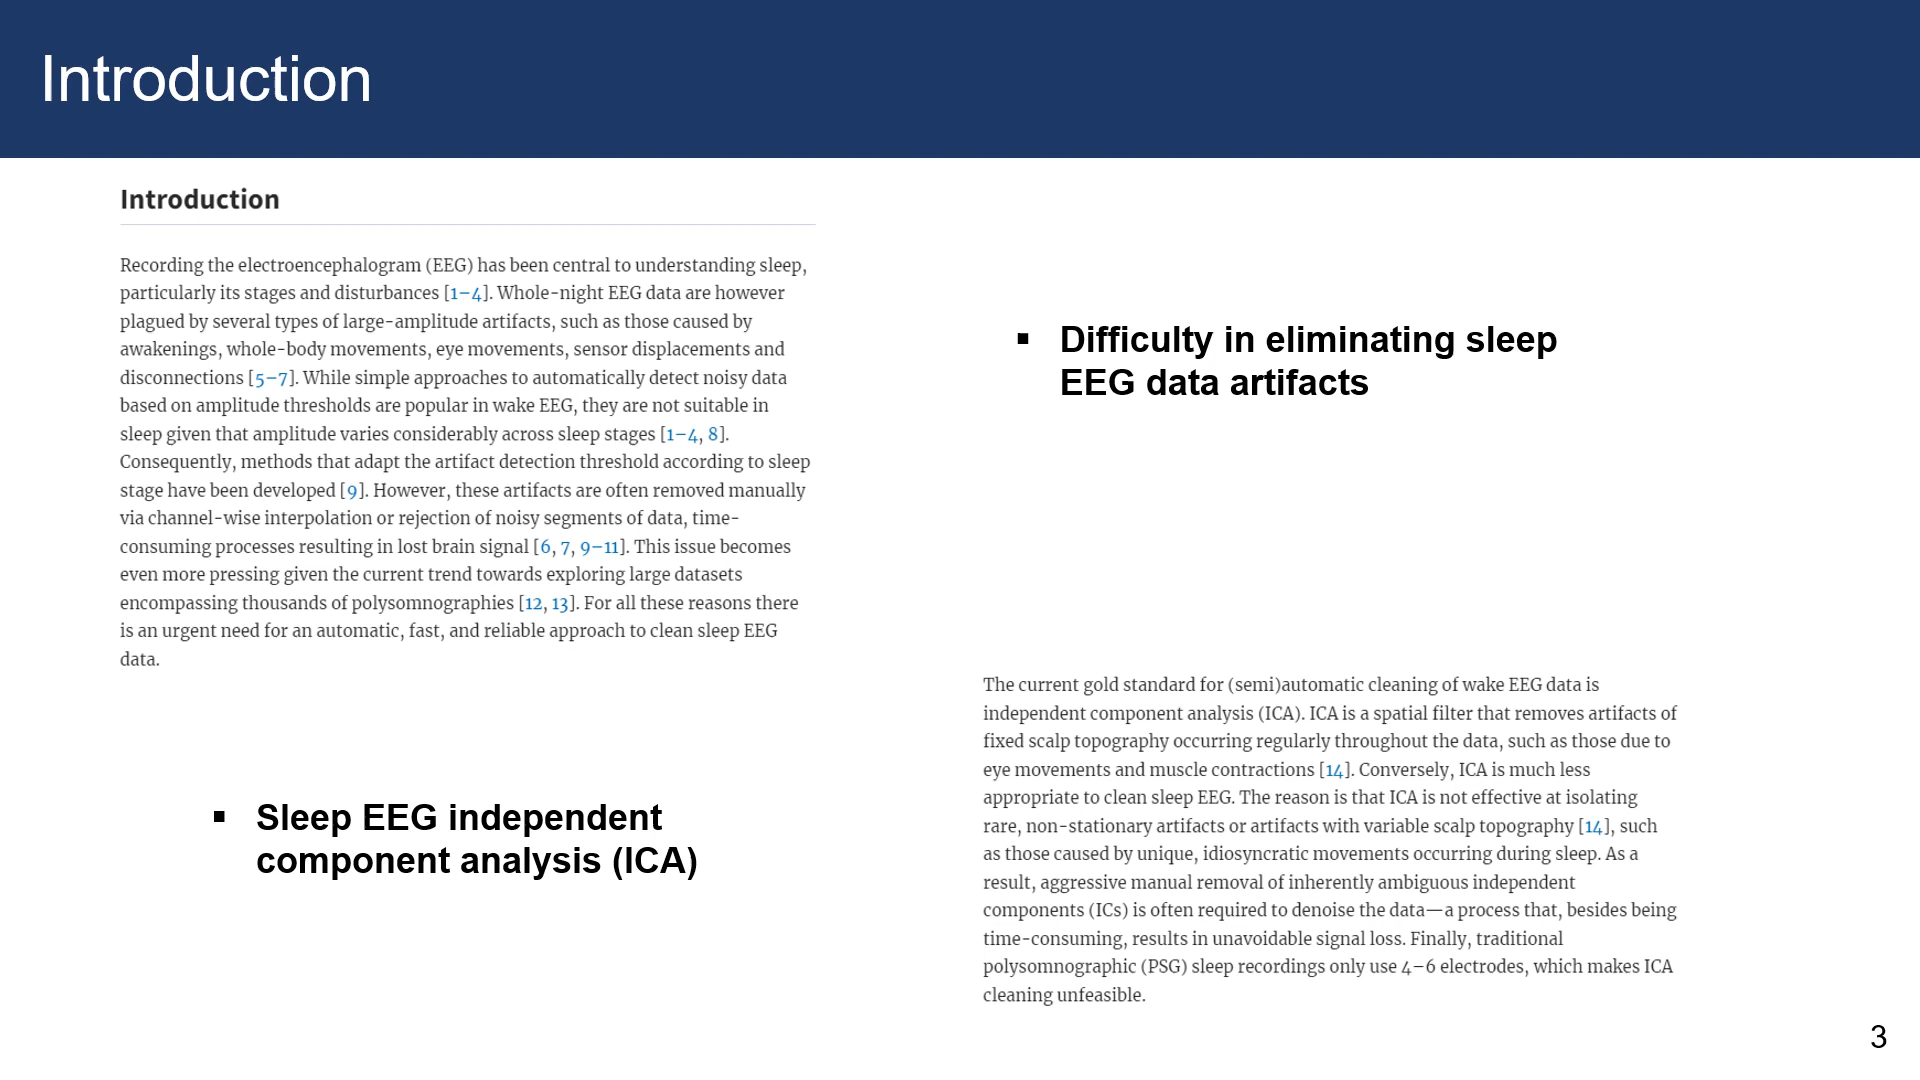 Introduction
Introduction
Recording the electroencephalogram (EEG) has been central to understanding sleep,
particularly its stages and disturbances [1–4]. Whole-night EEG data are however
plagued by several types of large-amplitude artifacts, such as those caused by
awakenings, whole-body movements, eye movements, sensor displacements and
disconnections [5–7]. While simple approaches to automatically detect noisy data
based on amplitude thresholds are popular in wake EEG, they are not suitable in
sleep given that amplitude varies considerably across sleep stages [1–4, 8].
Consequently, methods that adapt the artifact detection threshold according to sleep
stage have been developed [9]. However, these artifacts are often removed manually
via channel-wise interpolation or rejection of noisy segments of data, time-
consuming processes resulting in lost brain signal [6, 7, 9–11]. This issue becomes
even more pressing given the current trend towards exploring large datasets
encompassing thousands of polysomnographies [12, 13]. For all these reasons there
is an urgent need for an automatic, fast, and reliable approach to clean sleep EEG
data.
▪ Difficulty in eliminating sleep
EEG data artifacts
▪ Sleep EEG independent
component analysis (ICA)
The current gold standard for (semi)automatic cleaning of wake EEG data is
independent component analysis (ICA). ICA is a spatial filter that removes artifacts of
fixed scalp topography occurring regularly throughout the data, such as those due to
eye movements and muscle contractions [14]. Conversely, ICA is much less
appropriate to clean sleep EEG. The reason is that ICA is not effective at isolating
rare, non-stationary artifacts or artifacts with variable scalp topography [14], such
as those caused by unique, idiosyncratic movements occurring during sleep. As a
result, aggressive manual removal of inherently ambiguous independent
components (ICs) is often required to denoise the data—a process that, besides being
time-consuming, results in unavoidable signal loss. Finally, traditional
polysomnographic (PSG) sleep recordings only use 4–6 electrodes, which makes ICA
cleaning unfeasible.
3